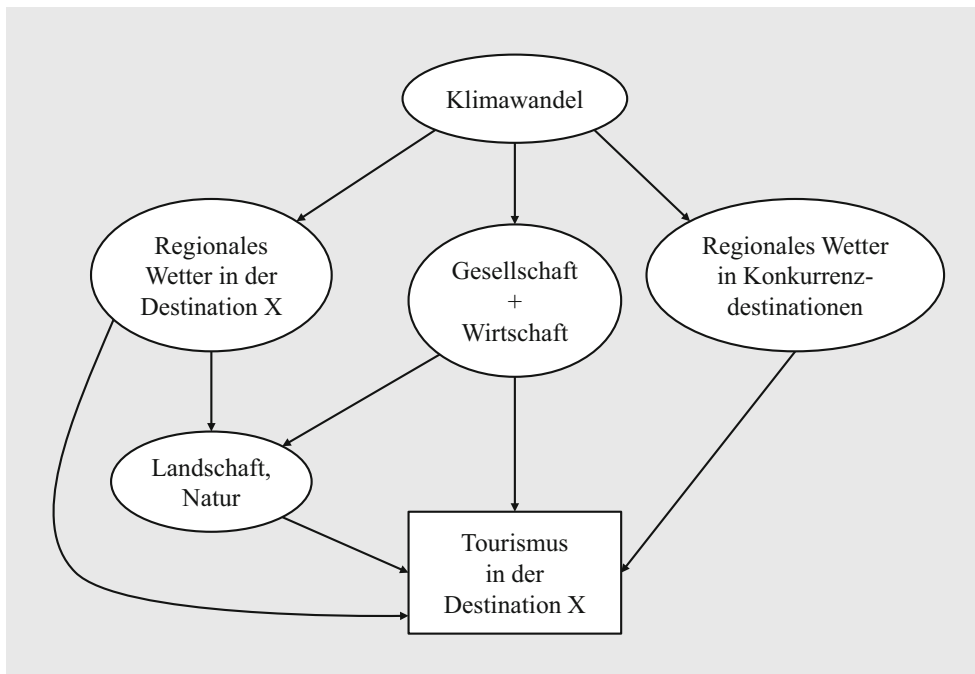 Klimawandel
Regionales
Wetter in der
Destination X
Gesellschaft
+
Wirtschaft
Regionales Wetter
in Konkurrenz-
destinationen
Landschaft,
Natur
Tourismus
in der
Destination X